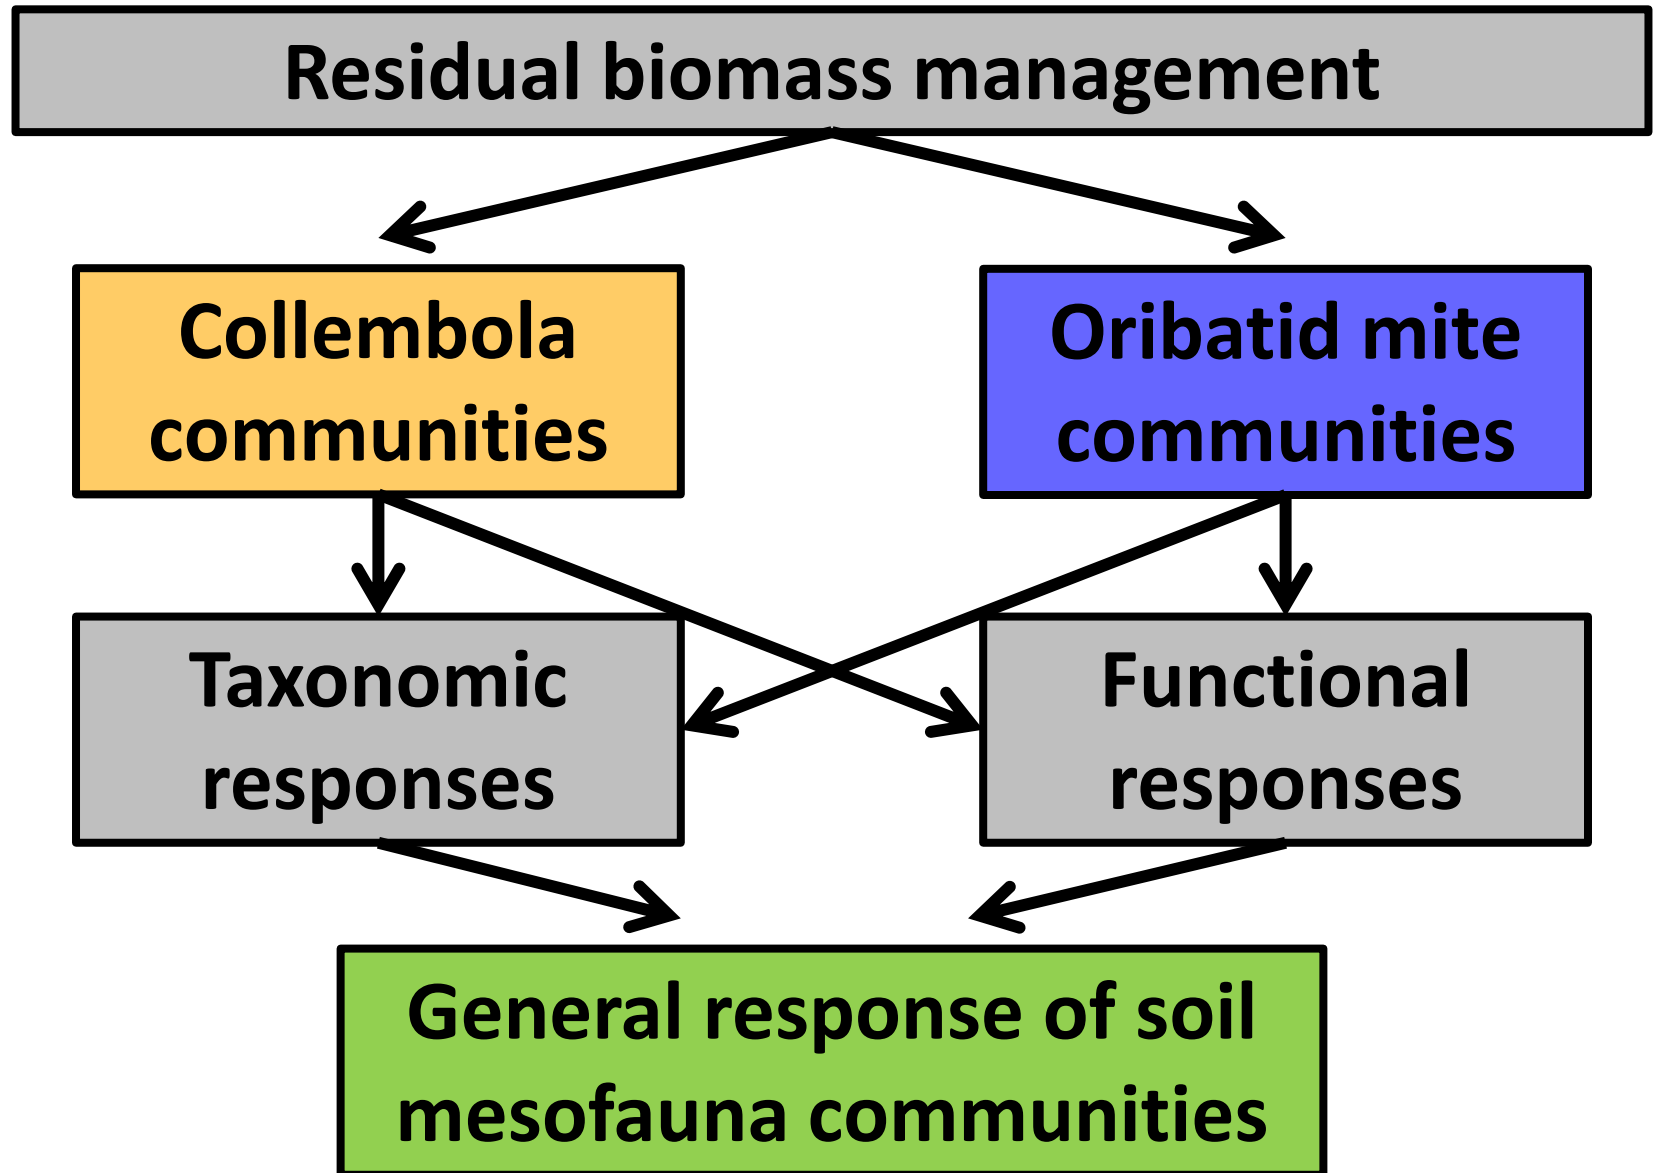 Residual biomass management
Collembola
communities
Oribatid mite
communities
Taxonomic
responses
Functional
responses
General response of soil
mesofauna communities